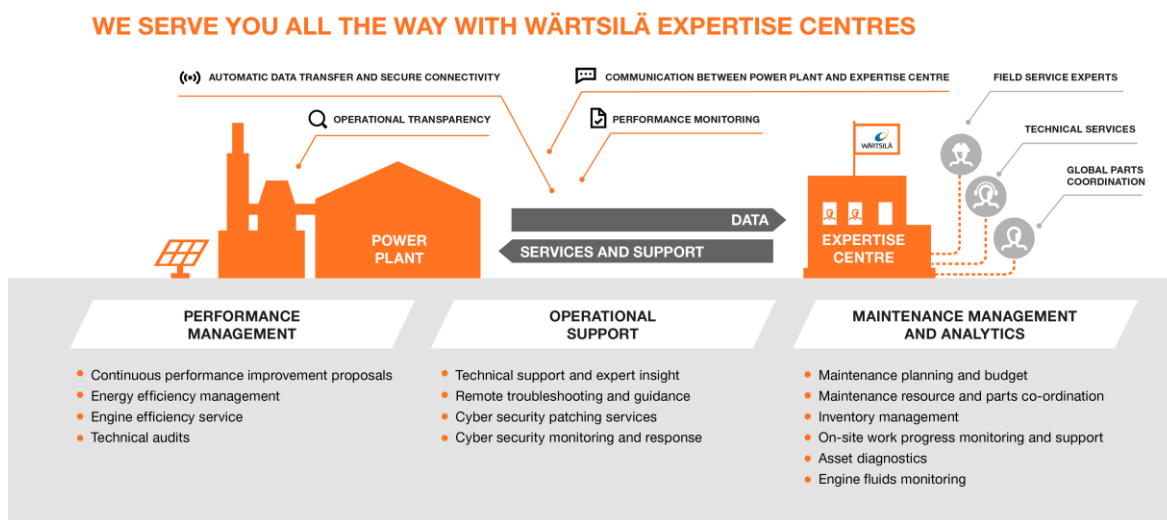 WE SERVE YOU ALL THE WAY WITH WÄRTSILÄ EXPERTISE CENTRES
AUTOMATIC DATA TRANSFER AND SECURE CONNECTIVITY
COMMUNICATION BETWEEN POWER PLANT AND EXPERTISE CENTRE
FIELD SERVICE EXPERTS
OPERATIONAL TRANSPARENCY
PERFORMANCE MONITORING
TECHNICAL SERVICES
WÄRTSILÄ
GLOBAL PARTS
COORDINATION
POWER
PLANT
DATA
SERVICES AND SUPPORT
EXPERTISE
CENTRE
PERFORMANCE
MANAGEMENT
Continuous performance improvement proposals
Energy efficiency management
Engine efficiency service
Technical audits
OPERATIONAL
SUPPORT
Technical support and expert insight
Remote troubleshooting and guidance
Cyber security patching services
Cyber security monitoring and response
MAINTENANCE MANAGEMENT
AND ANALYTICS
Maintenance planning and budget
Maintenance resource and parts co-ordination
Inventory management
On-site work progress monitoring and support
Asset diagnostics
Engine fluids monitoring